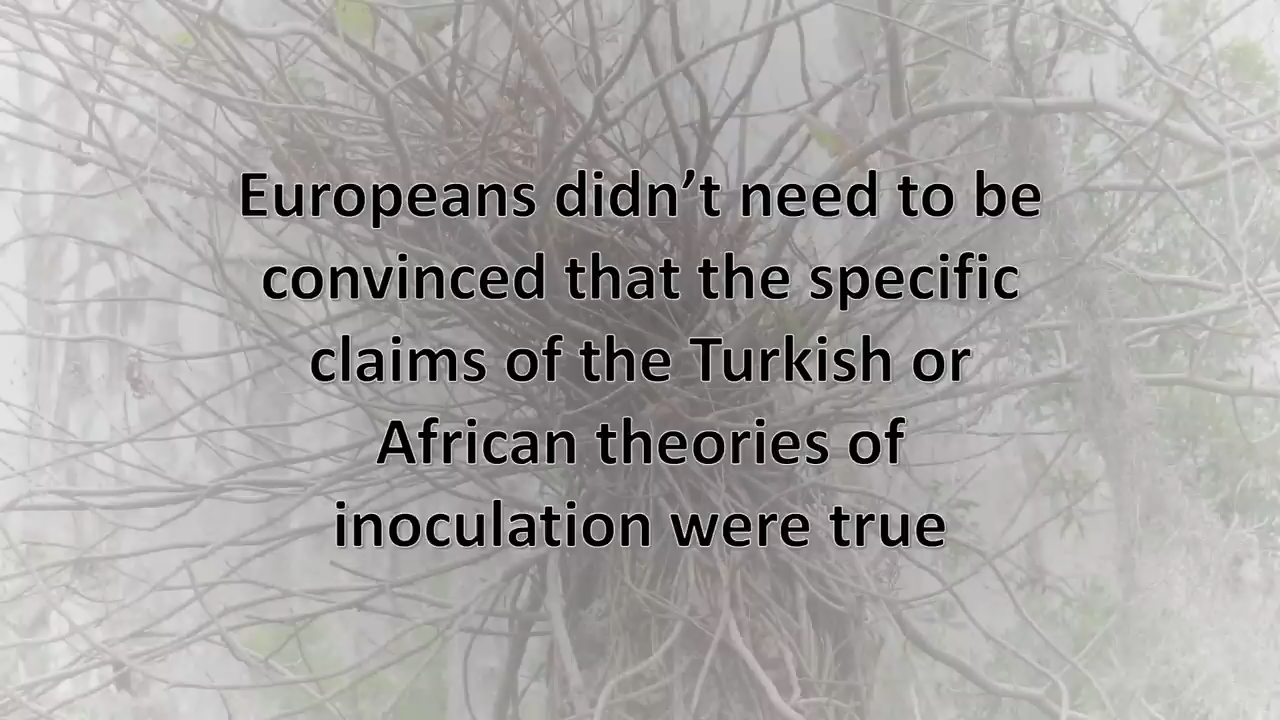 Europeans didn’t need to be
convinced that the specific
claims of the Turkish or
African theories of
inoculation were true